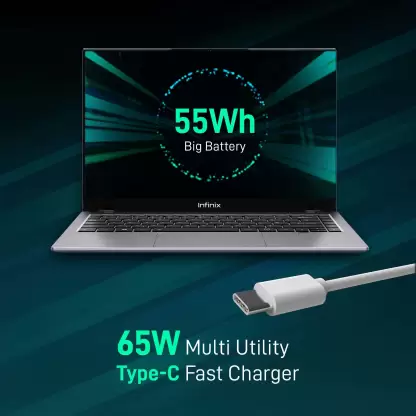 55Wh
Big Battery
Infinix
65W Multi Utility
Type-C Fast Charger